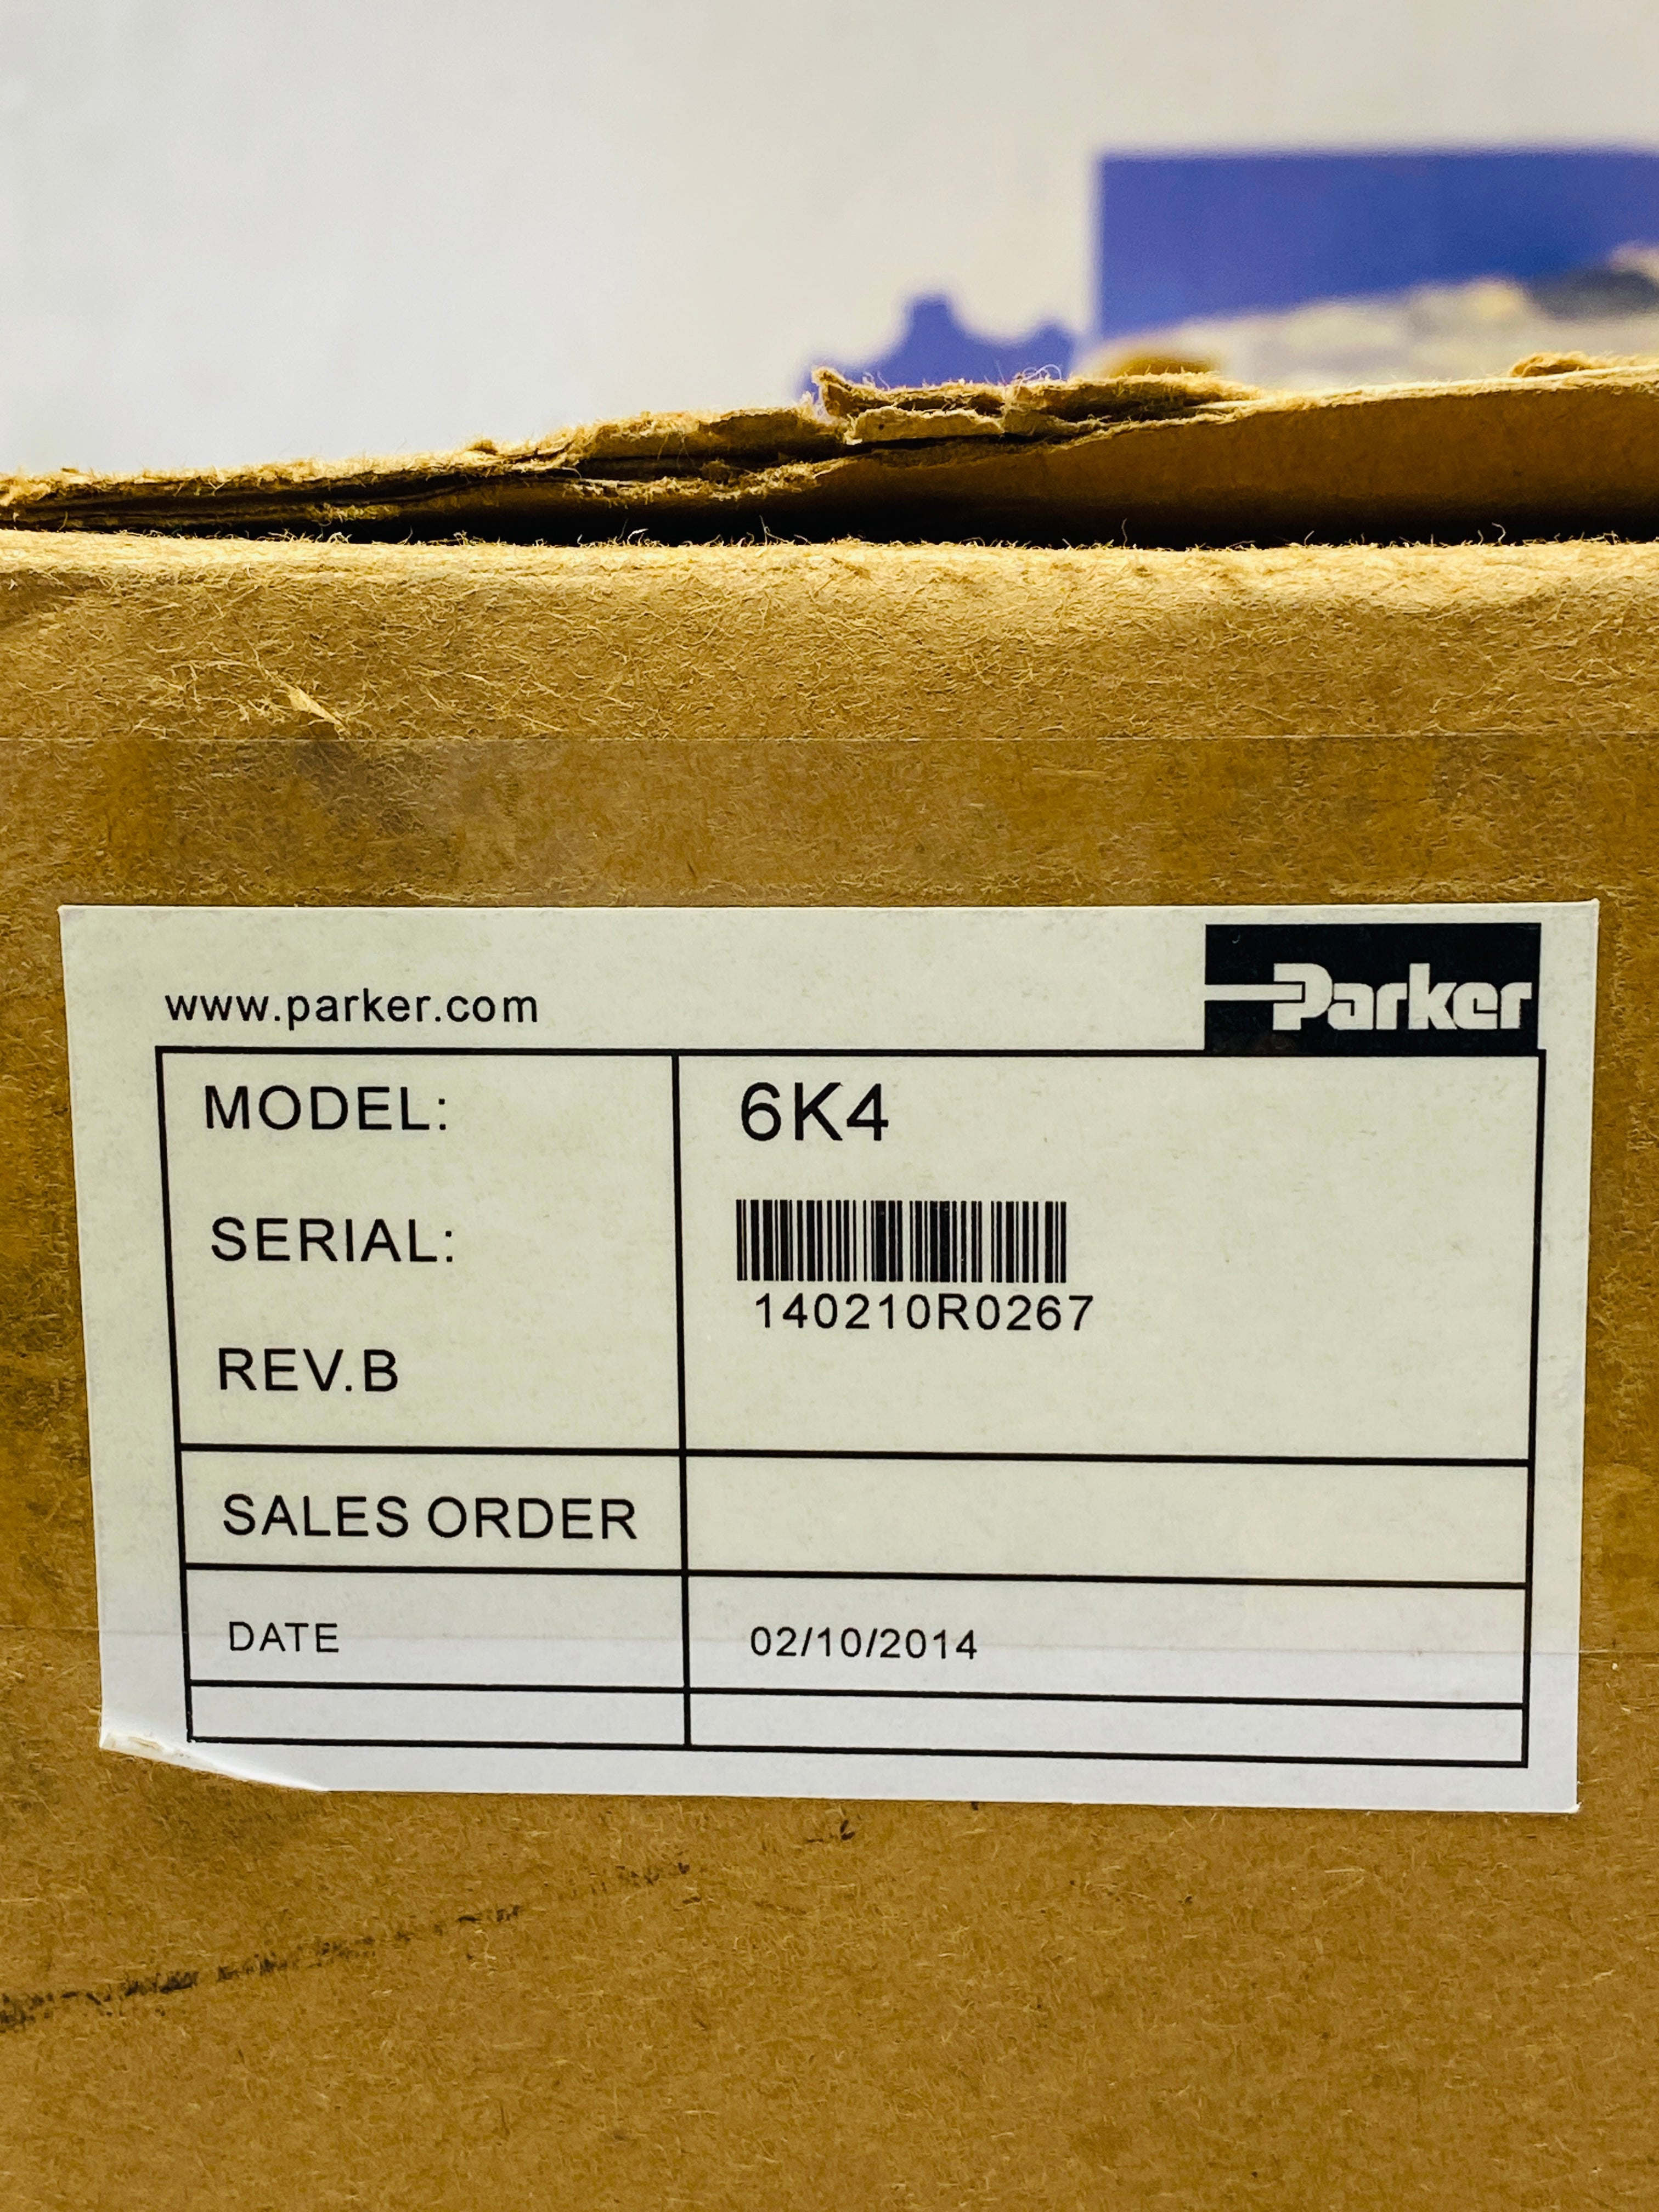 www.parker.com
Parker
MODEL: 6K4
SERIAL:
140210R0267
REV.B
SALES ORDER
DATE 02/10/2014